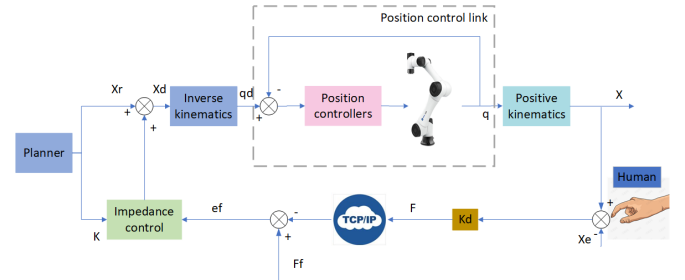 Position control link
Xr
Xd
qd
-
+
+
+
Inverse
kinematics
Position
controllers
q
Positive
kinematics
X
Planner
K
Impedance
control
ef
-
+
Ff
TCP/IP
F
Kd
Human
+
-
Xe